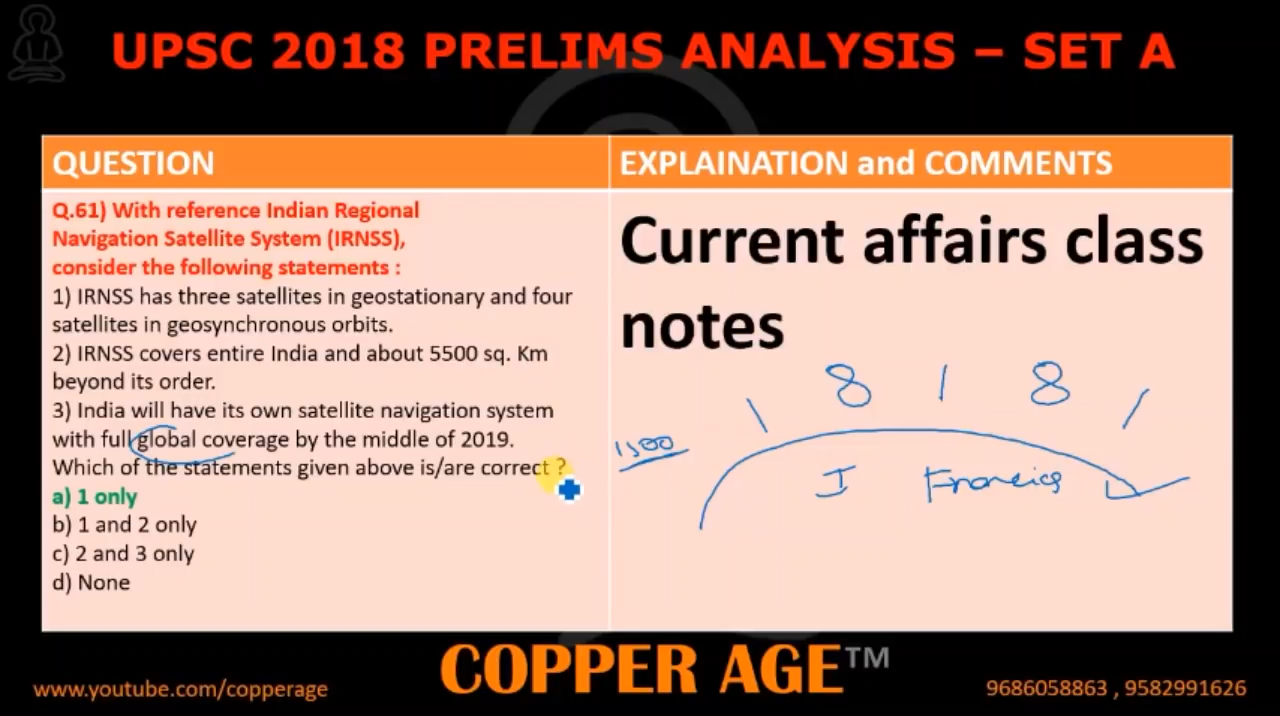 UPSC 2018 PRELIMS ANALYSIS – SET A
QUESTION
Q.61) With reference Indian Regional
Navigation Satellite System (IRNSS),
consider the following statements :
1) IRNSS has three satellites in geostationary and four
satellites in geosynchronous orbits.
2) IRNSS covers entire India and about 5500 sq. Km
beyond its order.
3) India will have its own satellite navigation system
with full global coverage by the middle of 2019.
Which of the statements given above is/are correct ?
a) 1 only
b) 1 and 2 only
c) 2 and 3 only
d) None
EXPLAINATION and COMMENTS
Current affairs class
notes
8 | 8
1500
I
COPPER AGE™
www.youtube.com/copperage
9686058863 , 9582991626